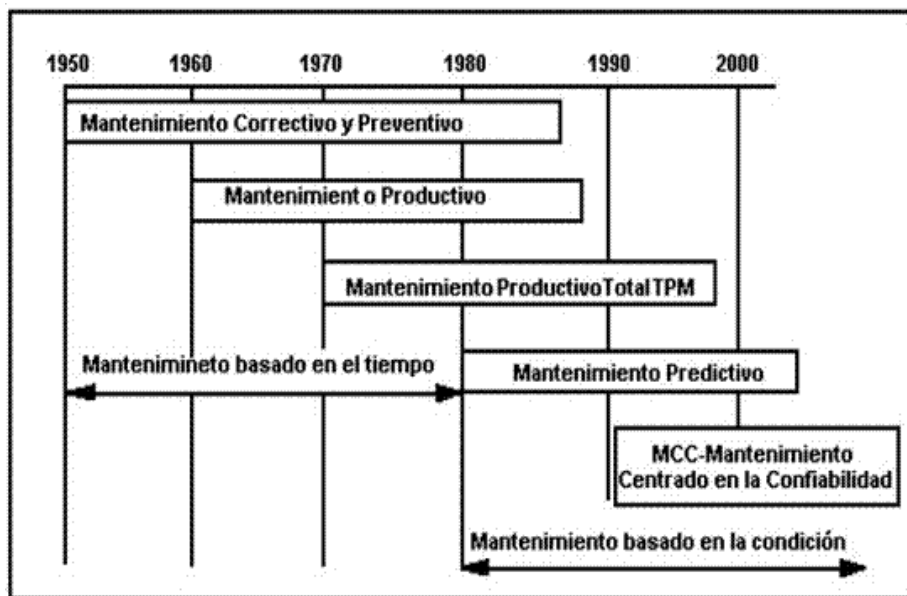 1950 1960 1970 1980 1990 2000
Mantenimiento Correctivo y Preventivo
Mantenimient o Productivo
Mantenimiento ProductivoTotal TPM
Mantenimineto basado en el tiempo
Mantenimiento Predictivo
MCC-Mantenimiento
Centrado en la Confiabilidad
Mantenimiento basado en la condición